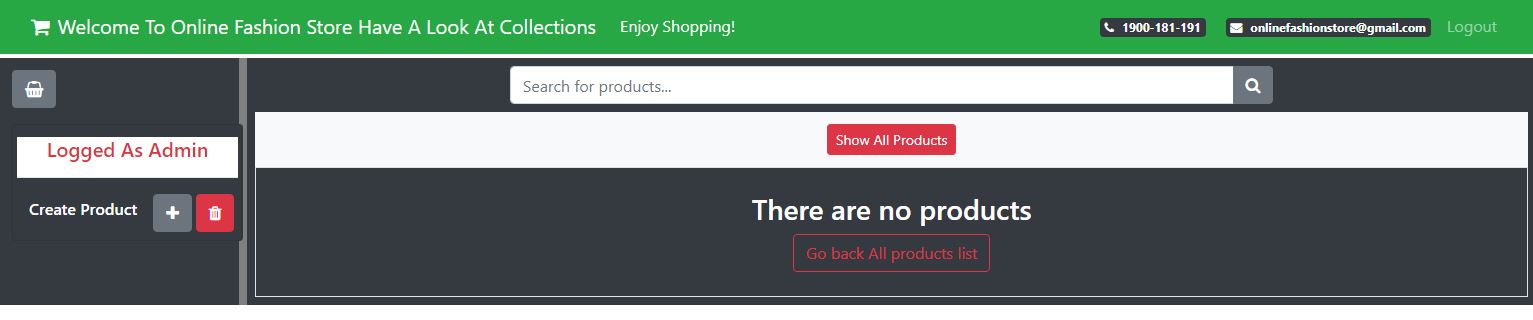 Welcome To Online Fashion Store Have A Look At Collections Enjoy Shopping! 1900-181-191 onlinefashionstore@gmail.com Logout
Search for products...
Show All Products
Logged As Admin
Create Product
There are no products
Go back All products list